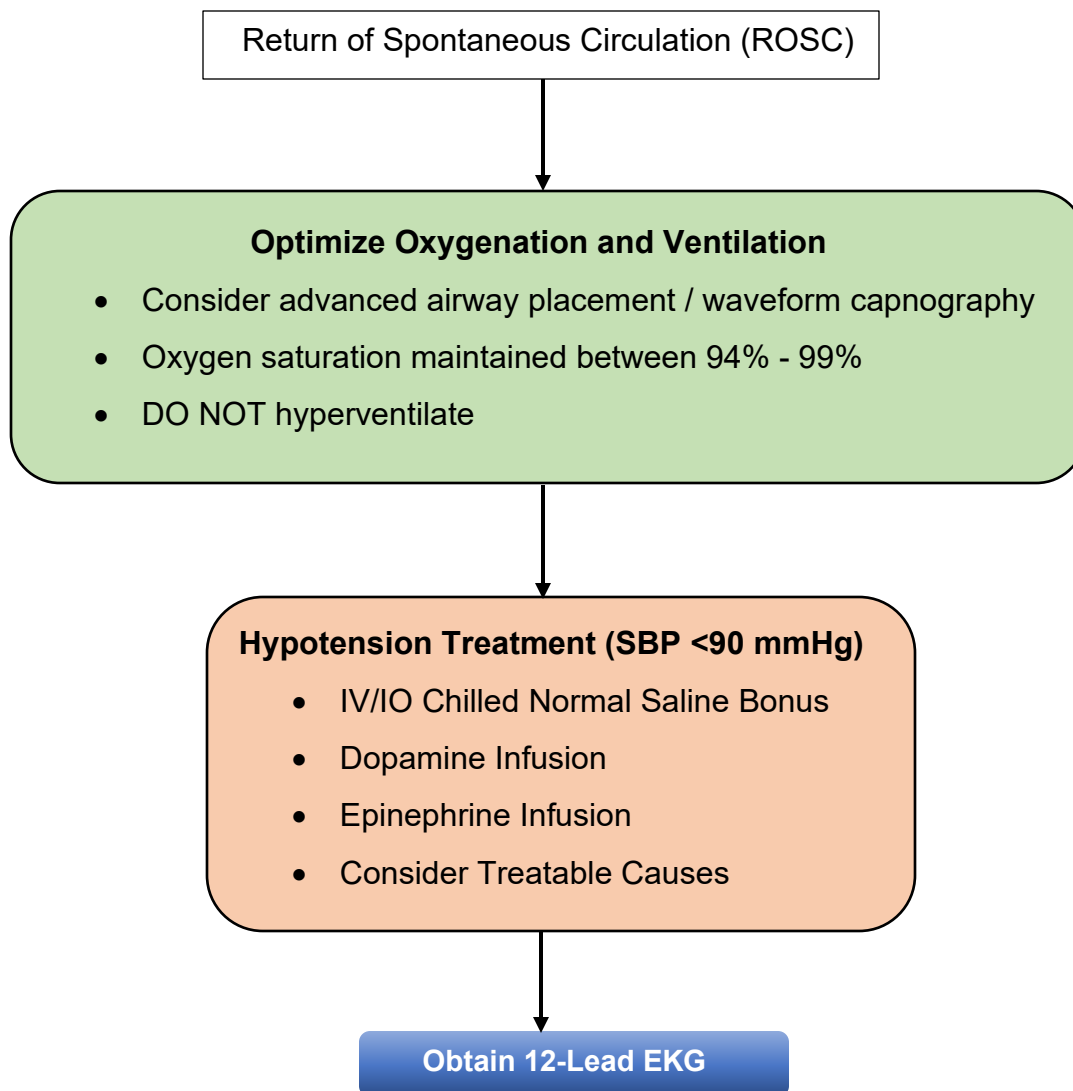 Return of Spontaneous Circulation (ROSC)
Optimize Oxygenation and Ventilation
• Consider advanced airway placement / waveform capnography
• Oxygen saturation maintained between 94% - 99%
• DO NOT hyperventilate
Hypotension Treatment (SBP <90 mmHg)
• IV/IO Chilled Normal Saline Bonus
• Dopamine Infusion
• Epinephrine Infusion
• Consider Treatable Causes
Obtain 12-Lead EKG